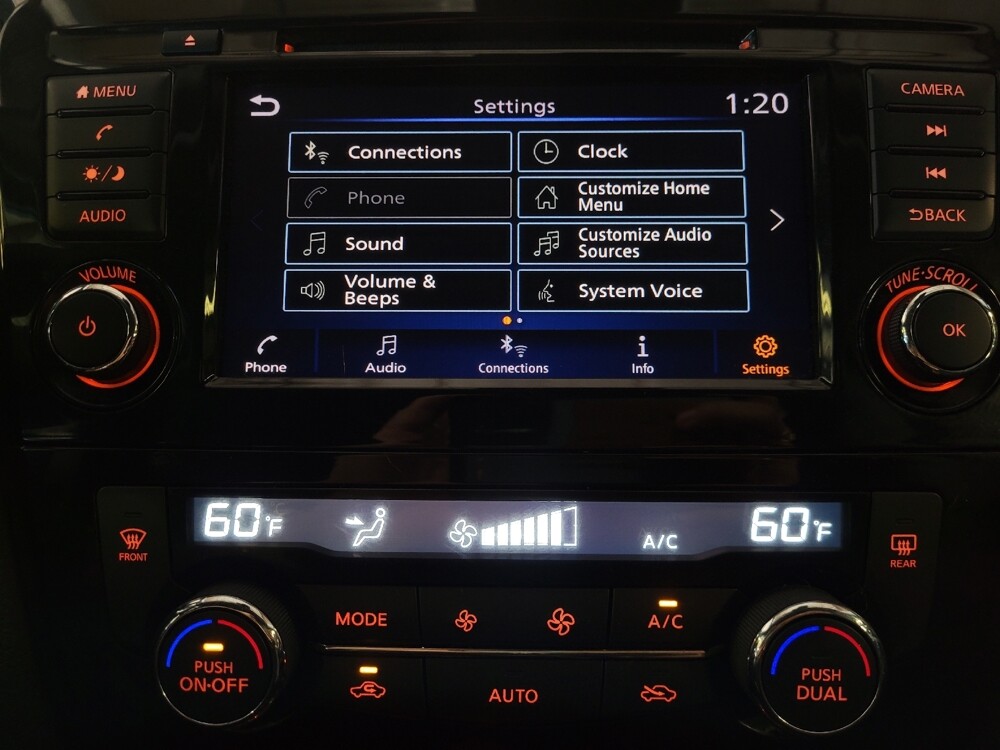 MENU
CAMERA
AUDIO
BACK
VOLUME
TUNE·SCROLL
OK
Settings
1:20
Connections
Clock
Phone
Customize Home
Menu
Sound
Customize Audio
Sources
Volume &
Beeps
System Voice
Phone
Audio
Connections
Info
Settings
60°F
A/C
60°F
FRONT
REAR
MODE
A/C
PUSH
ON·OFF
AUTO
PUSH
DUAL